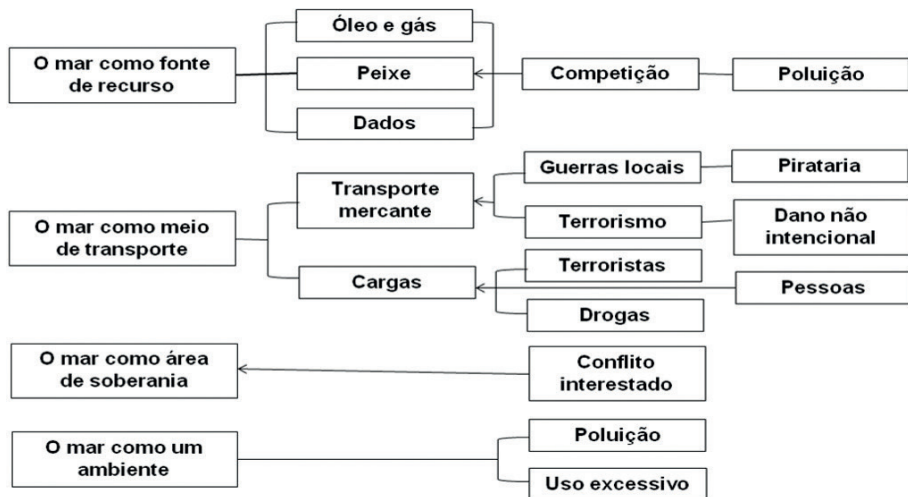 Óleo e gás
O mar como fonte
de recurso
Peixe
Competição
Poluição
Dados
Guerras locais
Pirataria
Transporte
mercante
Terrorismo
Dano não
intencional
O mar como meio
de transporte
Terroristas
Cargas
Pessoas
Drogas
O mar como área
de soberania
Conflito
interestado
O mar como um
ambiente
Poluição
Uso excessivo